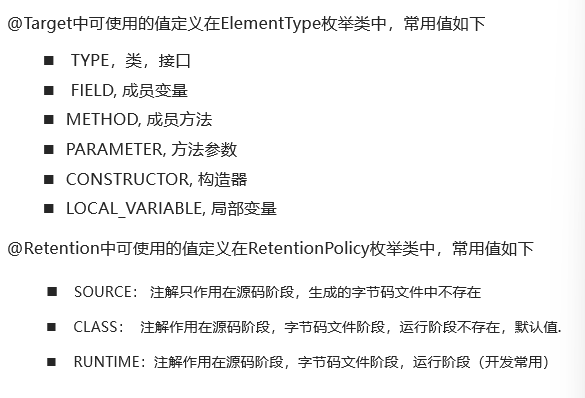 @Target中可使用的值定义在ElementType枚举类中，常用值如下
■ TYPE，类，接口
■ FIELD, 成员变量
■ METHOD, 成员方法
■ PARAMETER, 方法参数
■ CONSTRUCTOR, 构造器
■ LOCAL_VARIABLE, 局部变量
@Retention中可使用的值定义在RetentionPolicy枚举类中，常用值如下
■ SOURCE： 注解只作用在源码阶段，生成的字节码文件中不存在
■ CLASS： 注解作用在源码阶段，字节码文件阶段，运行阶段不存在，默认值.
■ RUNTIME：注解作用在源码阶段，字节码文件阶段，运行阶段（开发常用）